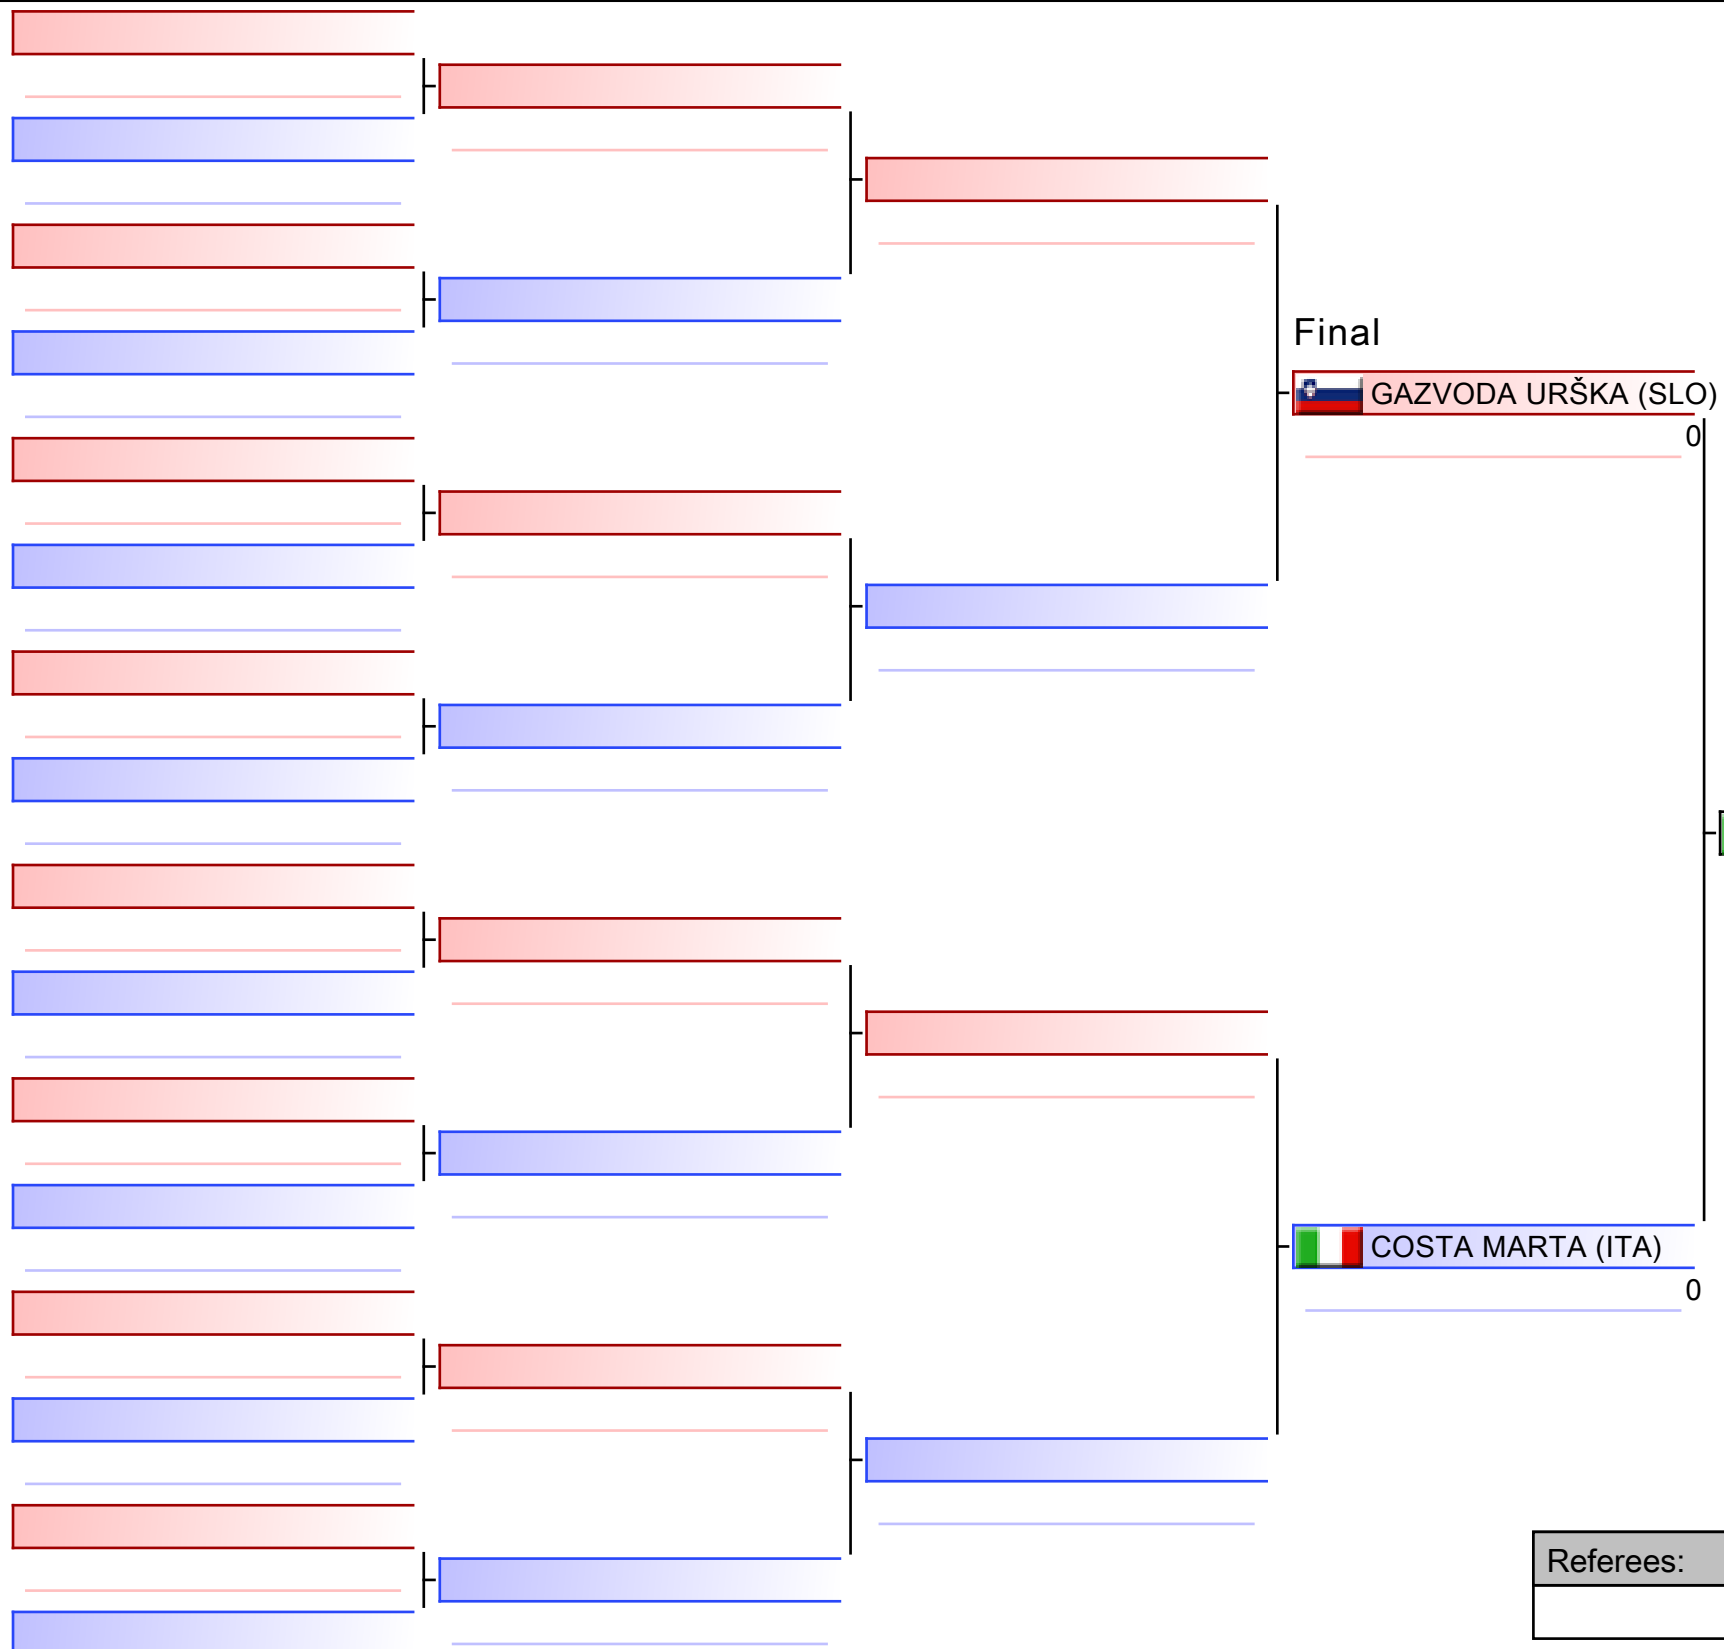 Final
GAZVODA URŠKA (SLO)
0
COSTA MARTA (ITA)
0
Referees: